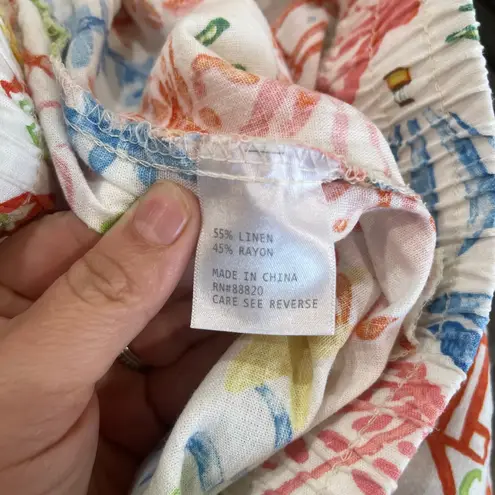 55% LINEN
45% RAYON
MADE IN CHINA
RN#88820
CARE SEE REVERSE